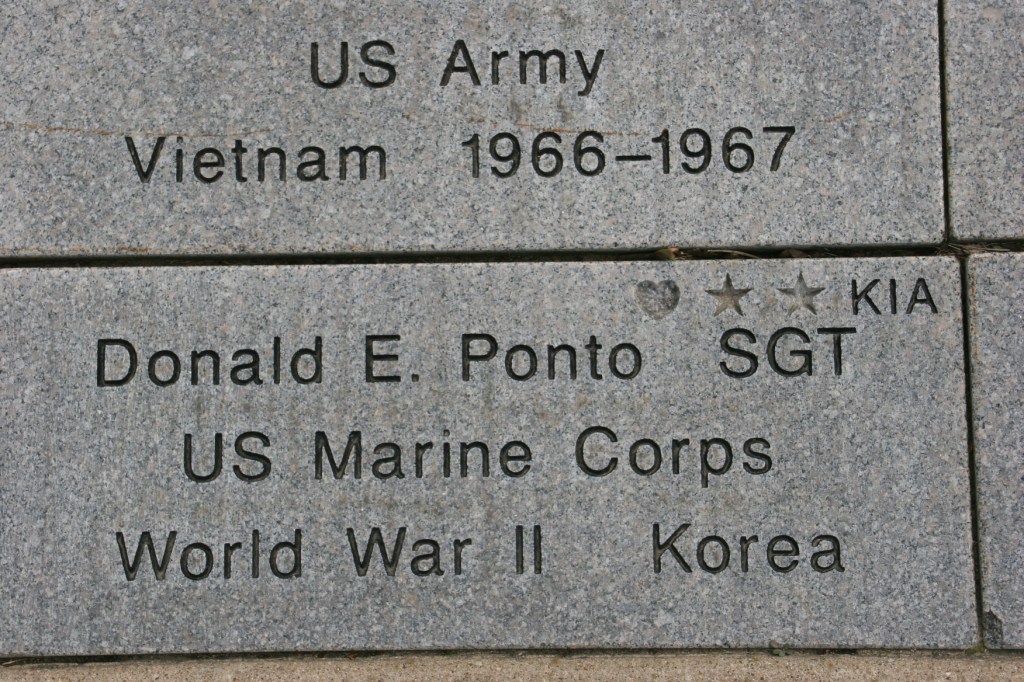 US Army
Vietnam 1966–1967
KIA
Donald E. Ponto SGT
US Marine Corps
World War II Korea